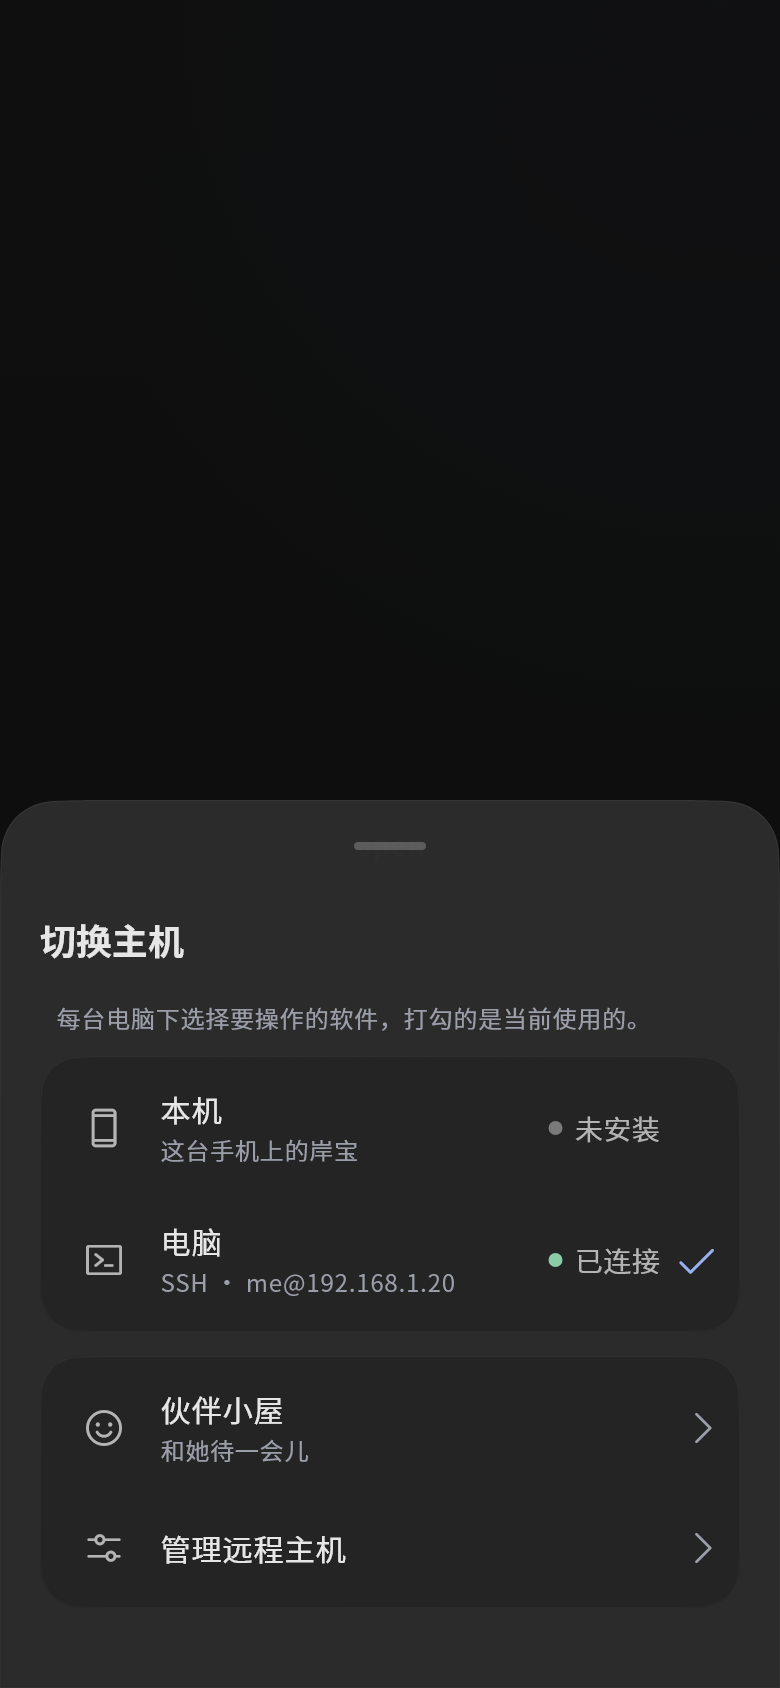 切换主机
每台电脑下选择要操作的软件，打勾的是当前使用的。
本机
这台手机上的岸宝
未安装
电脑
SSH · me@192.168.1.20
已连接
伙伴小屋
和她待一会儿
管理远程主机